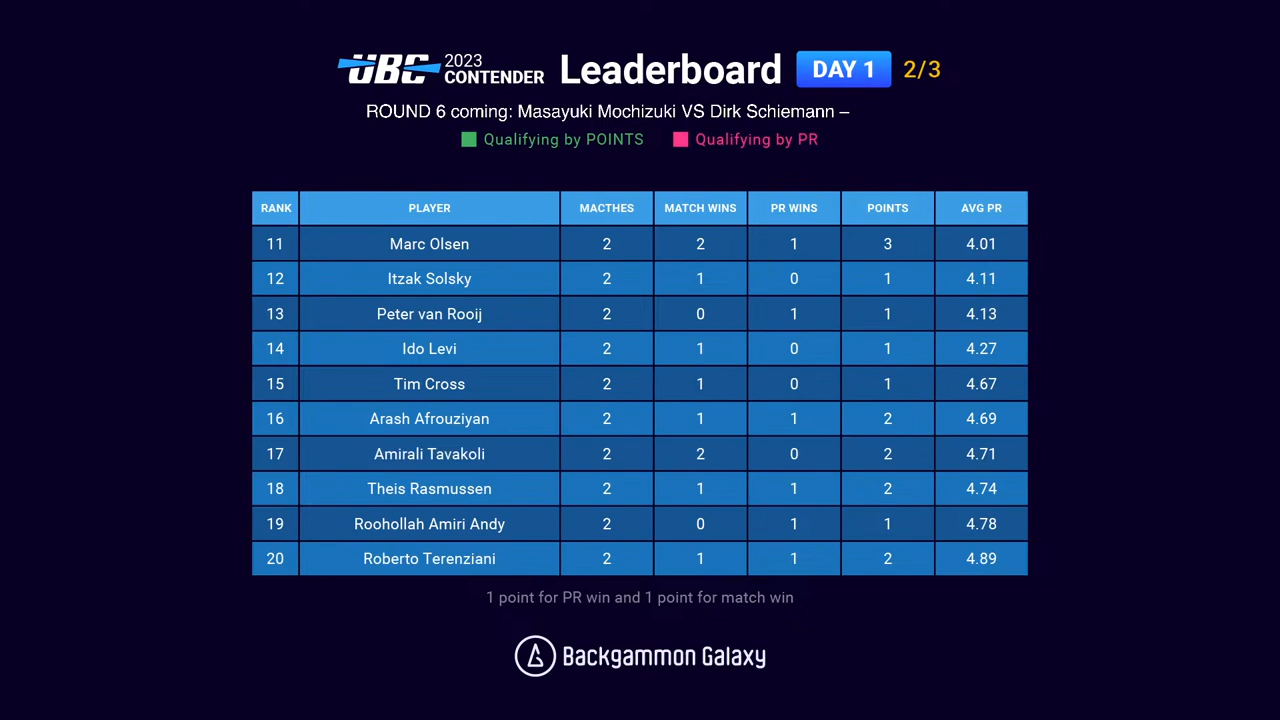 UBC 2023 CONTENDER Leaderboard DAY 1 2/3
ROUND 6 coming: Masayuki Mochizuki VS Dirk Schiemann –
Qualifying by POINTS Qualifying by PR
RANK PLAYER MACTHES MATCH WINS PR WINS POINTS AVG PR
11 Marc Olsen 2 2 1 3 4.01
12 Itzak Solsky 2 1 0 1 4.11
13 Peter van Rooij 2 0 1 1 4.13
14 Ido Levi 2 1 0 1 4.27
15 Tim Cross 2 1 0 1 4.67
16 Arash Afrouziyan 2 1 1 2 4.69
17 Amirali Tavakoli 2 2 0 2 4.71
18 Theis Rasmussen 2 1 1 2 4.74
19 Roohollah Amiri Andy 2 0 1 1 4.78
20 Roberto Terenziani 2 1 1 2 4.89
1 point for PR win and 1 point for match win
Backgammon Galaxy